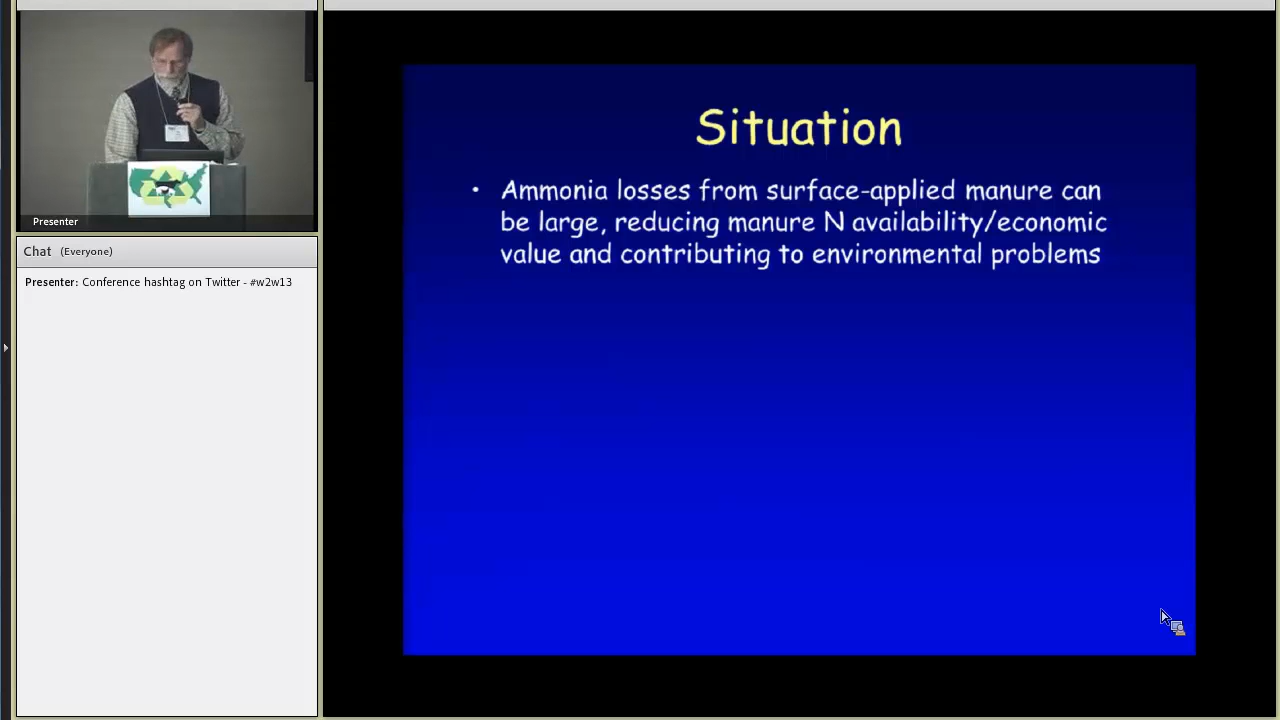 Presenter
Chat (Everyone)
Presenter: Conference hashtag on Twitter - #w2w13
Situation
• Ammonia losses from surface-applied manure can
be large, reducing manure N availability/economic
value and contributing to environmental problems